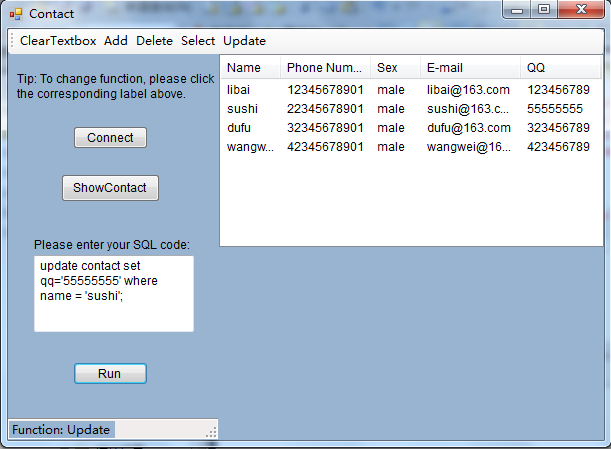 Contact
ClearTextbox Add Delete Select Update
Tip: To change function, please click
the corresponding label above.
Connect
ShowContact
Please enter your SQL code:
update contact set
qq='55555555' where
name = 'sushi';
Run
Function: Update
Name Phone Num... Sex E-mail QQ
libai 12345678901 male libai@163.com 123456789
sushi 22345678901 male sushi@163.c... 55555555
dufu 32345678901 male dufu@163.com 323456789
wangw... 42345678901 male wangwei@16... 423456789